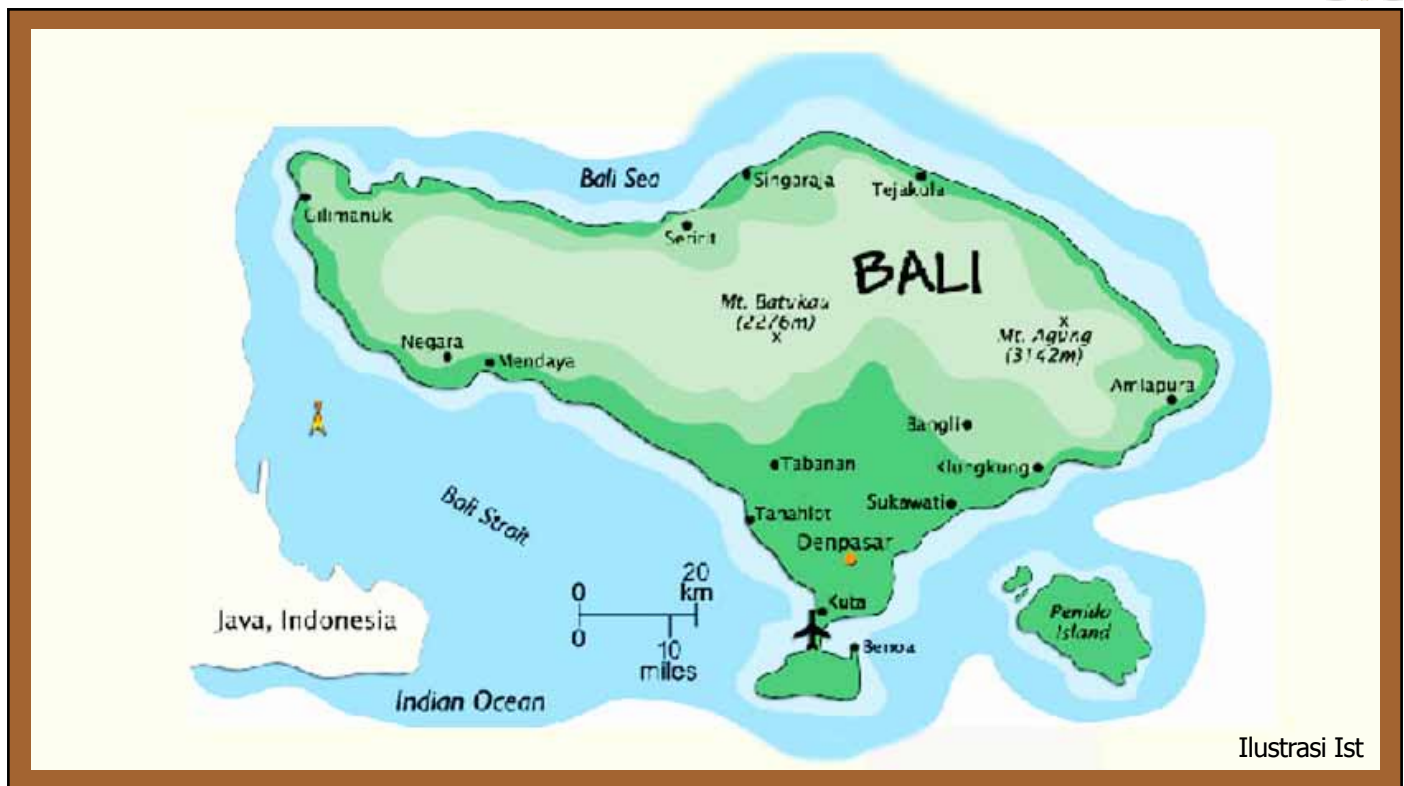 Bali Sea
Singaraja
Tejakula
Cilimanuk
Seririt
BALI
Mt. Batukau
(2276m)
x
x
Mt. Agung
(3142m)
Negara
Mendaya
Amlapura
Bangli
Tabanan
Klungkung
Bali Strait
Sukawati
Tanahlot
Denpasar
0
20
km
0
10
miles
Kuta
Java, Indonesia
Penida
Island
Benoa
Indian Ocean
Ilustrasi Ist